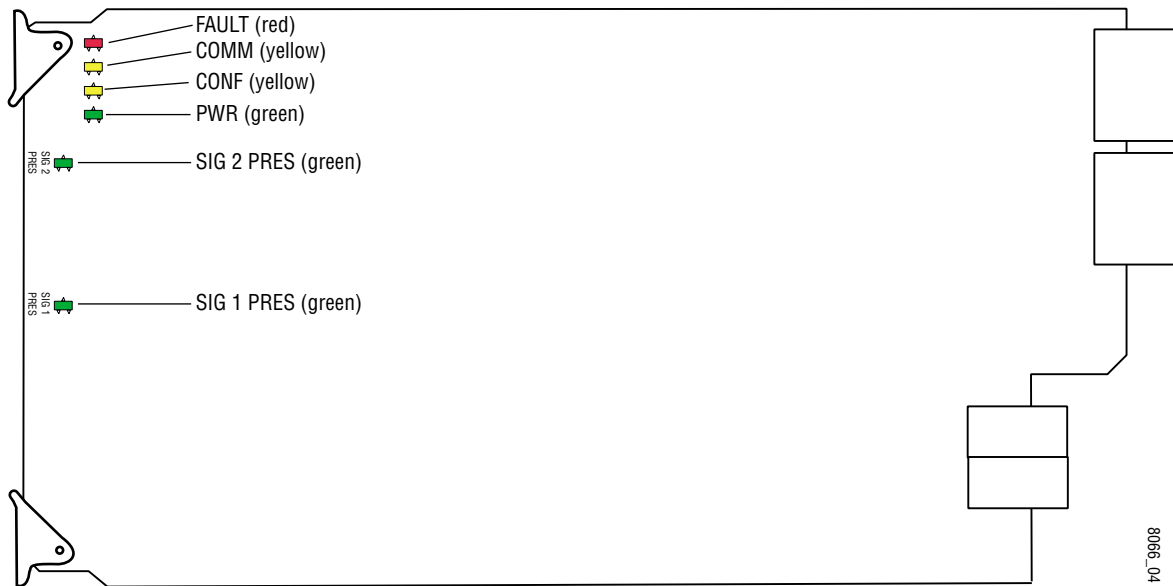 FAULT (red)
COMM (yellow)
CONF (yellow)
PWR (green)
SIG 2
PRES
SIG 2 PRES (green)
SIG 1
PRES
SIG 1 PRES (green)
8066_04